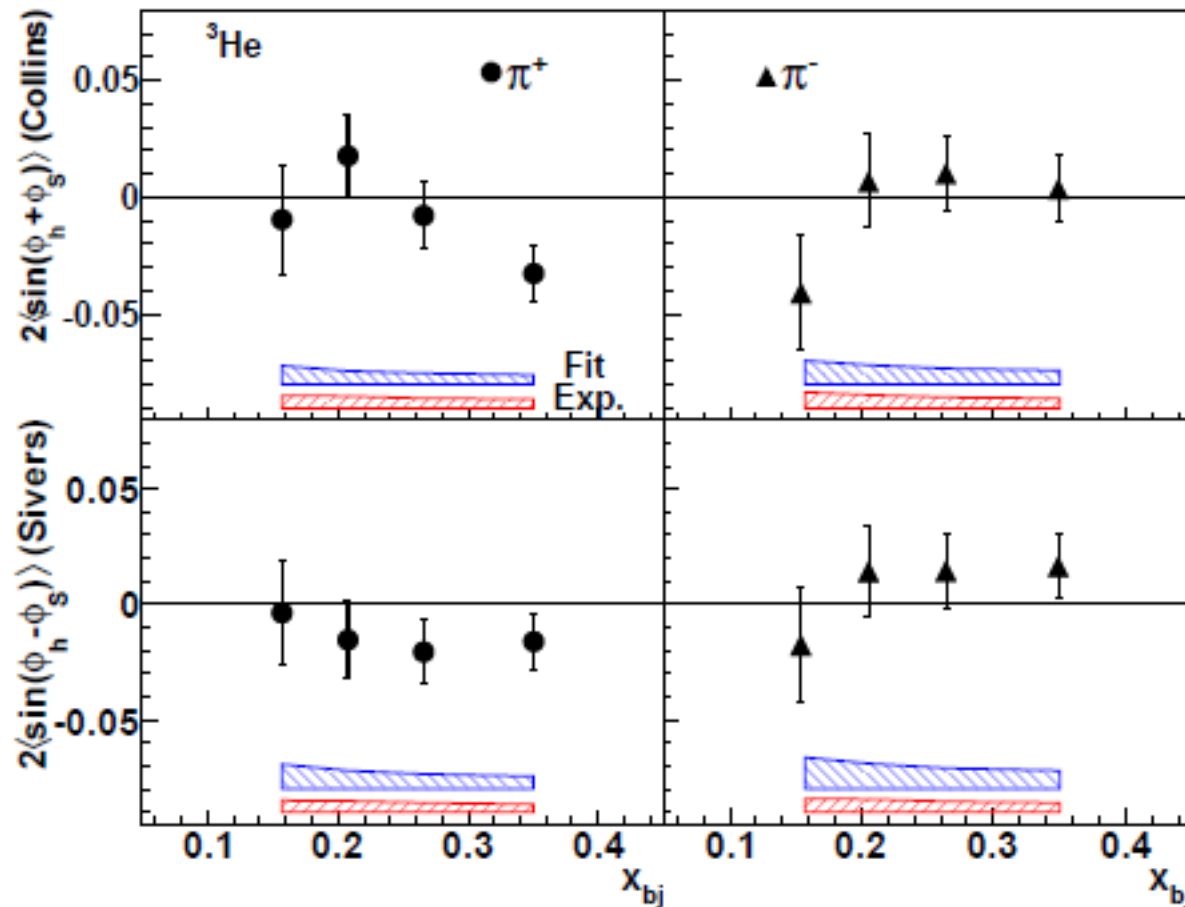 2⟨sin(ϕh+ϕS)⟩ (Collins)
³He
π⁺
π⁻
0.05
0
-0.05
Fit
Exp.
2⟨sin(ϕh-ϕS)⟩ (Sivers)
0.05
0
-0.05
0.1 0.2 0.3 0.4 0.1 0.2 0.3 0.4
xbj xb